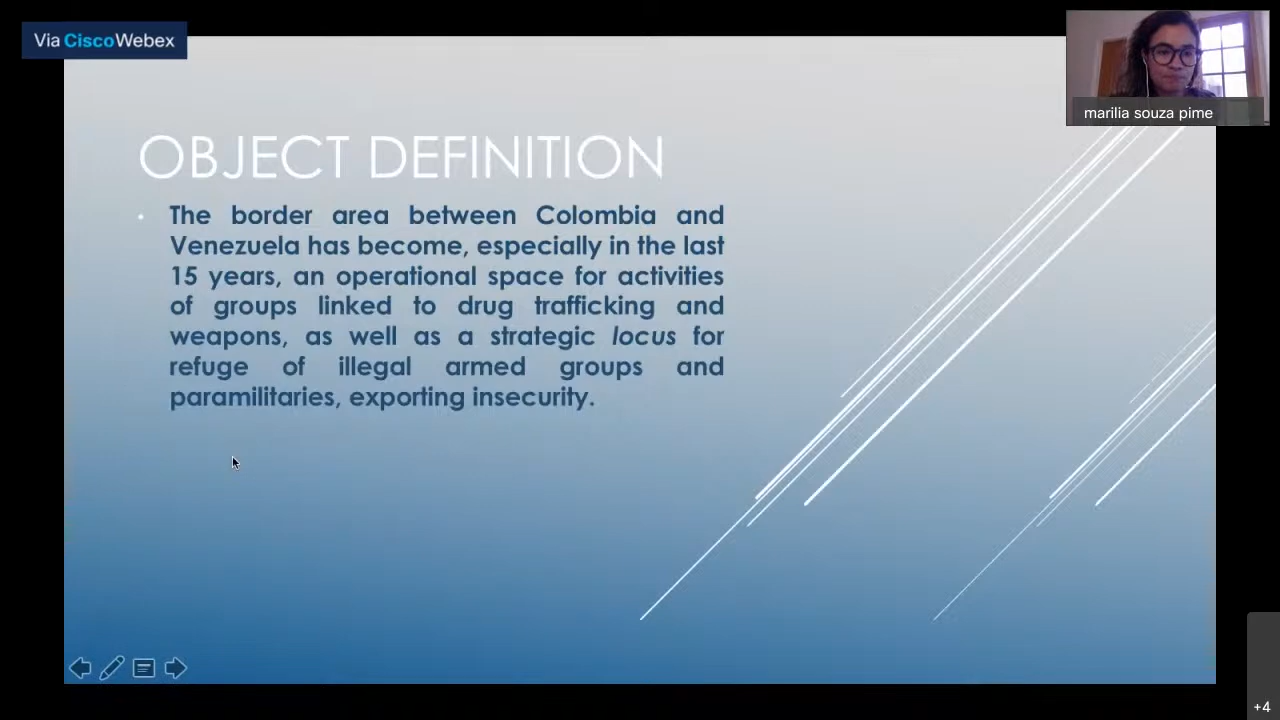 Via CiscoWebex
marilia souza pime
OBJECT DEFINITION
• The border area between Colombia and
Venezuela has become, especially in the last
15 years, an operational space for activities
of groups linked to drug trafficking and
weapons, as well as a strategic locus for
refuge of illegal armed groups and
paramilitaries, exporting insecurity.
+4